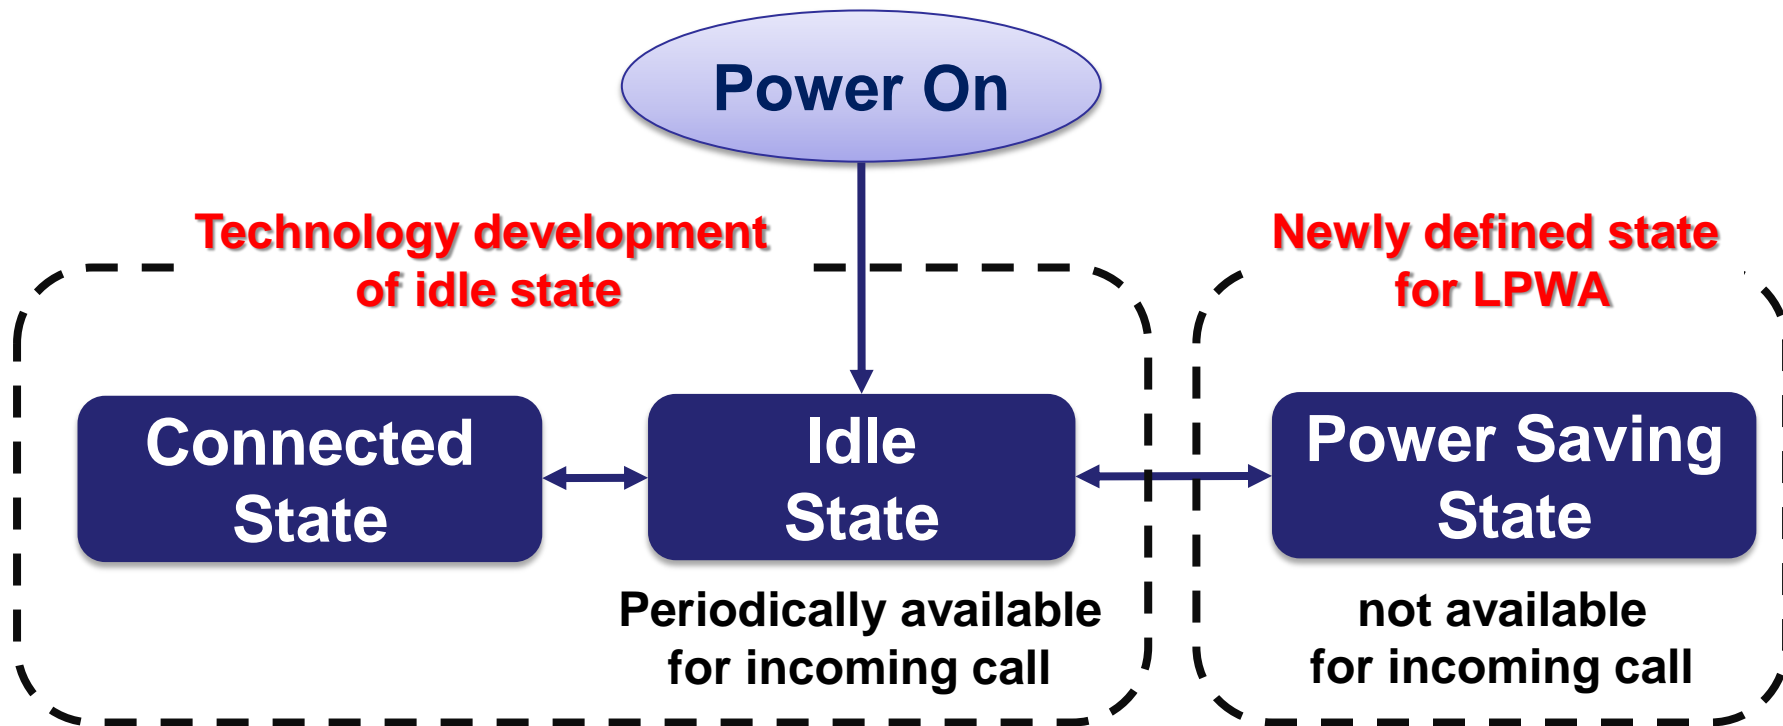 Power On
Technology development
of idle state
Newly defined state
for LPWA
Connected
State
Idle
State
Power Saving
State
Periodically available
for incoming call
not available
for incoming call